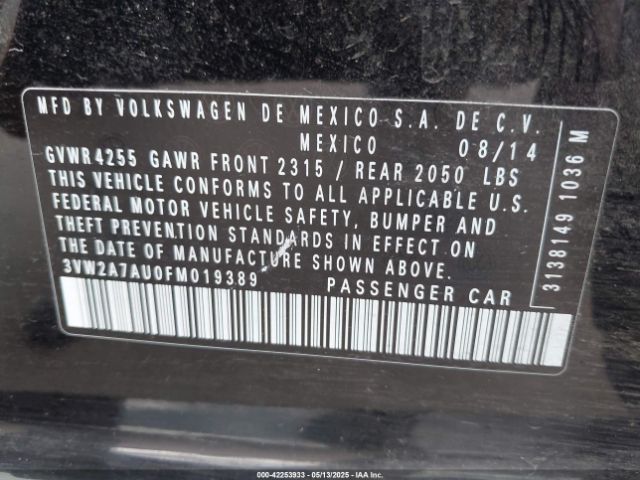 MFD BY VOLKSWAGEN DE MEXICO S.A. DE C.V.
MEXICO 08/14
GVWR4255 GAWR FRONT 2315 / REAR 2050 LBS
THIS VEHICLE CONFORMS TO ALL APPLICABLE U.S.
FEDERAL MOTOR VEHICLE SAFETY, BUMPER AND
THEFT PREVENTION STANDARDS IN EFFECT ON
THE DATE OF MANUFACTURE SHOWN ABOVE.
3VW2A7AU0FM019389 PASSENGER CAR
3138149 1036 M
000-42253933 — 05/13/2025 — IAA Inc.